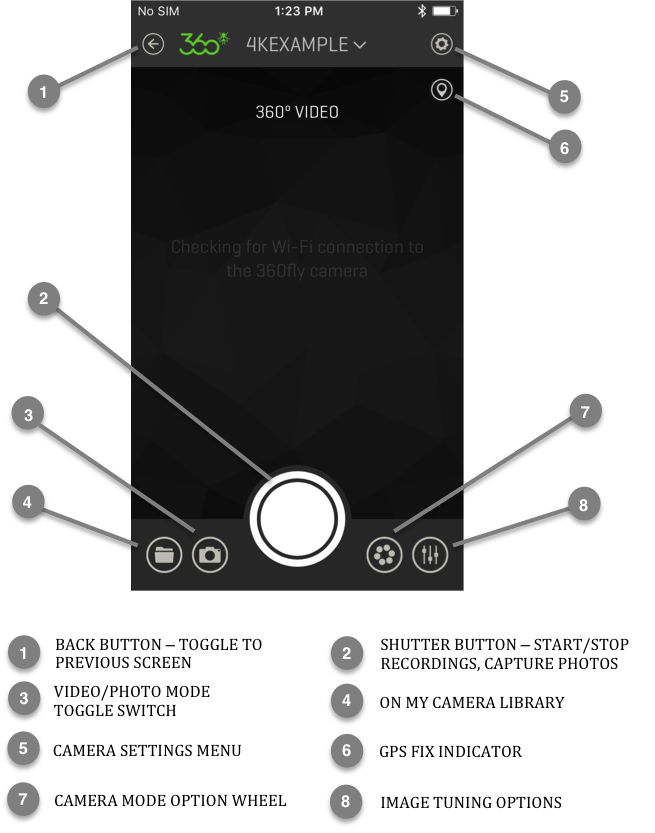 No SIM 1:23 PM
360 4KEXAMPLE
360° VIDEO
Checking for Wi-Fi connection to
the 360fly camera
1
5
6
2
3
7
4
8
1 BACK BUTTON – TOGGLE TO
PREVIOUS SCREEN
2 SHUTTER BUTTON – START/STOP
RECORDINGS, CAPTURE PHOTOS
3 VIDEO/PHOTO MODE
TOGGLE SWITCH
4 ON MY CAMERA LIBRARY
5 CAMERA SETTINGS MENU
6 GPS FIX INDICATOR
7 CAMERA MODE OPTION WHEEL
8 IMAGE TUNING OPTIONS